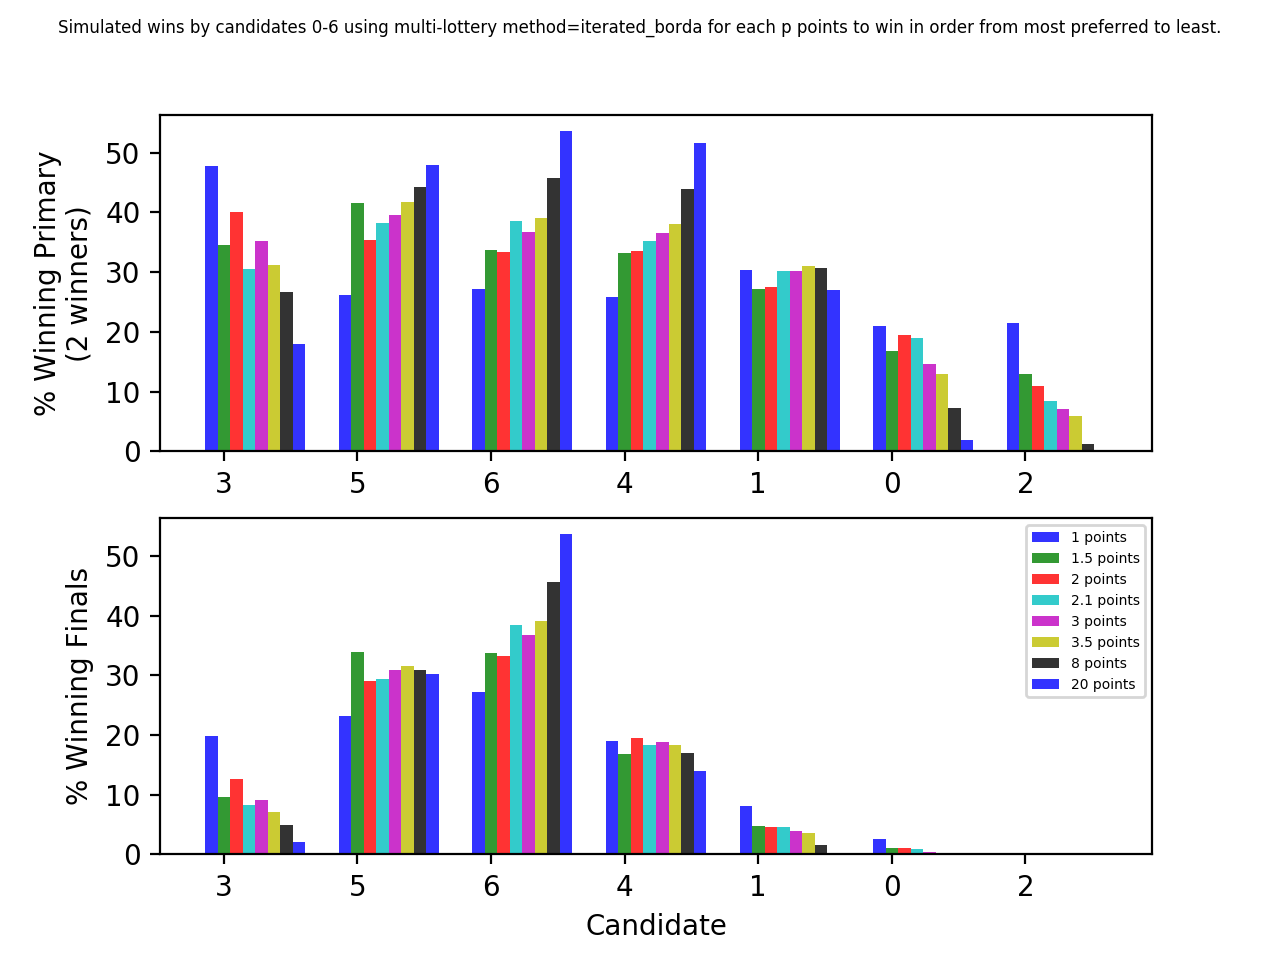 Simulated wins by candidates 0-6 using multi-lottery method=iterated_borda for each p points to win in order from most preferred to least.
% Winning Primary
(2 winners)
50
40
30
20
10
0
3 5 6 4 1 0 2
% Winning Finals
50
40
30
20
10
0
1 points
1.5 points
2 points
2.1 points
3 points
3.5 points
8 points
20 points
3 5 6 4 1 0 2
Candidate